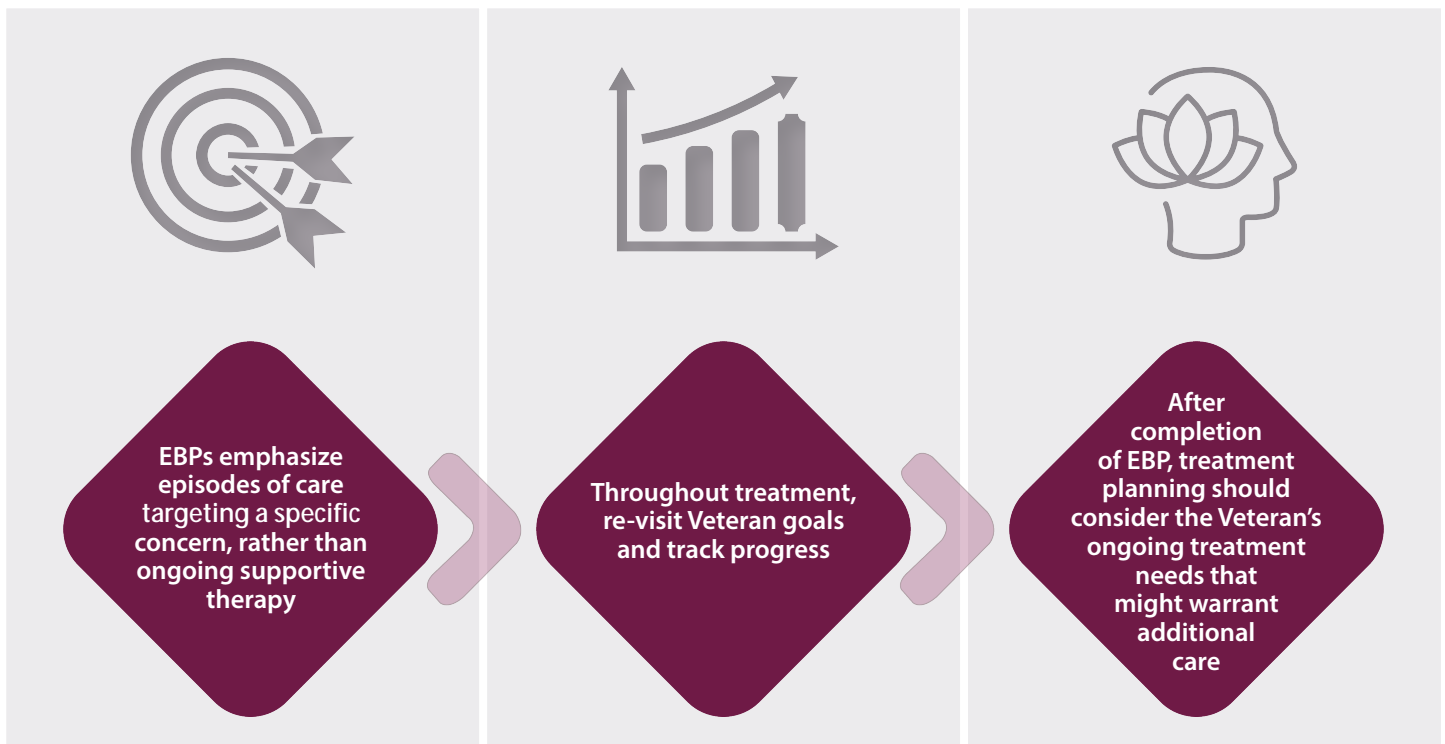 EBPs emphasize
episodes of care
targeting a specific
concern, rather than
ongoing supportive
therapy
Throughout treatment,
re-visit Veteran goals
and track progress
After
completion
of EBP, treatment
planning should
consider the Veteran’s
ongoing treatment
needs that
might warrant
additional
care